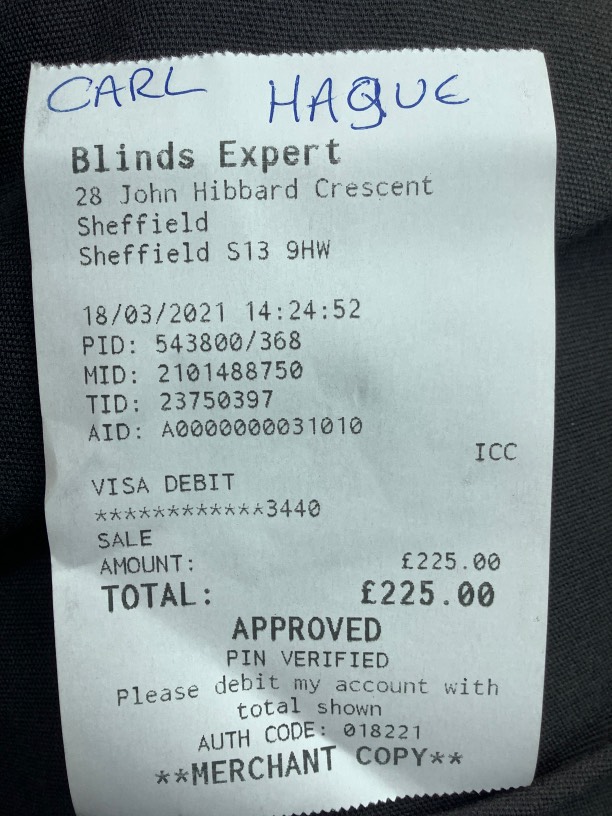 CARL HAQUE
Blinds Expert
28 John Hibbard Crescent
Sheffield
Sheffield S13 9HW
18/03/2021 14:24:52
PID: 543800/368
MID: 2101488750
TID: 23750397
AID: A0000000031010
ICC
VISA DEBIT
************3440
SALE
AMOUNT: £225.00
TOTAL: £225.00
APPROVED
PIN VERIFIED
Please debit my account with
total shown
AUTH CODE: 018221
**MERCHANT COPY**